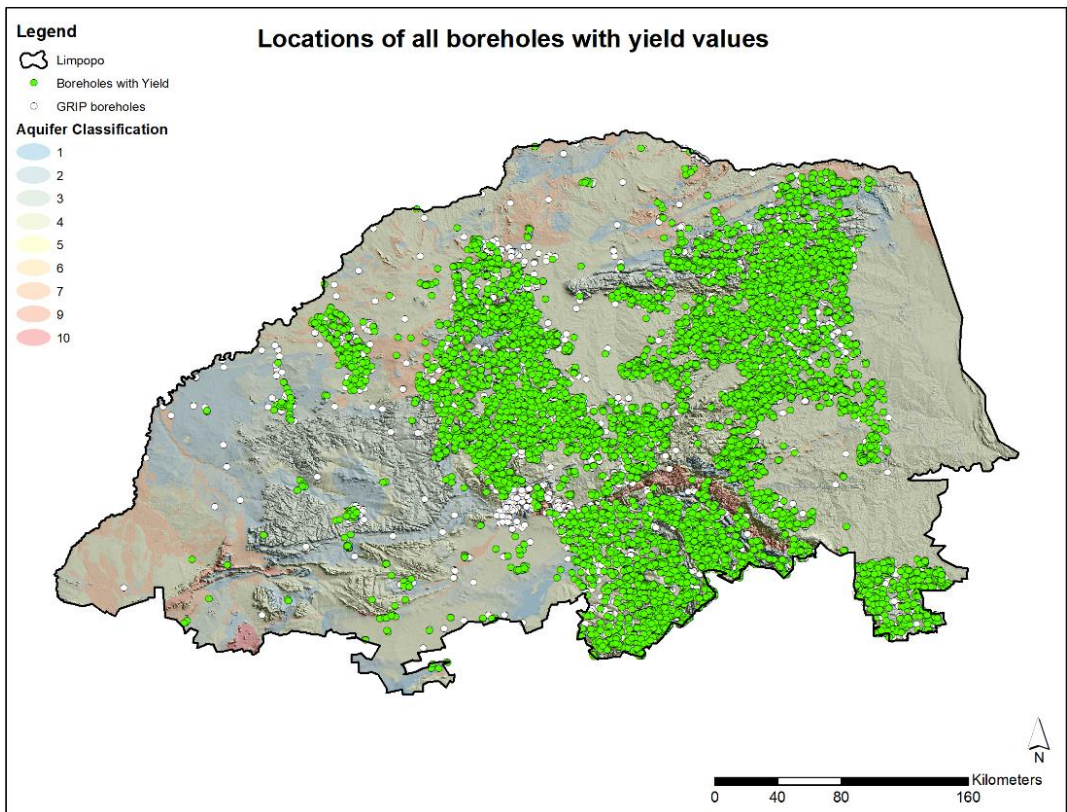 Locations of all boreholes with yield values
Legend
Limpopo
Boreholes with Yield
GRIP boreholes
Aquifer Classification
1
2
3
4
5
6
7
9
10
N
Kilometers
0 40 80 160